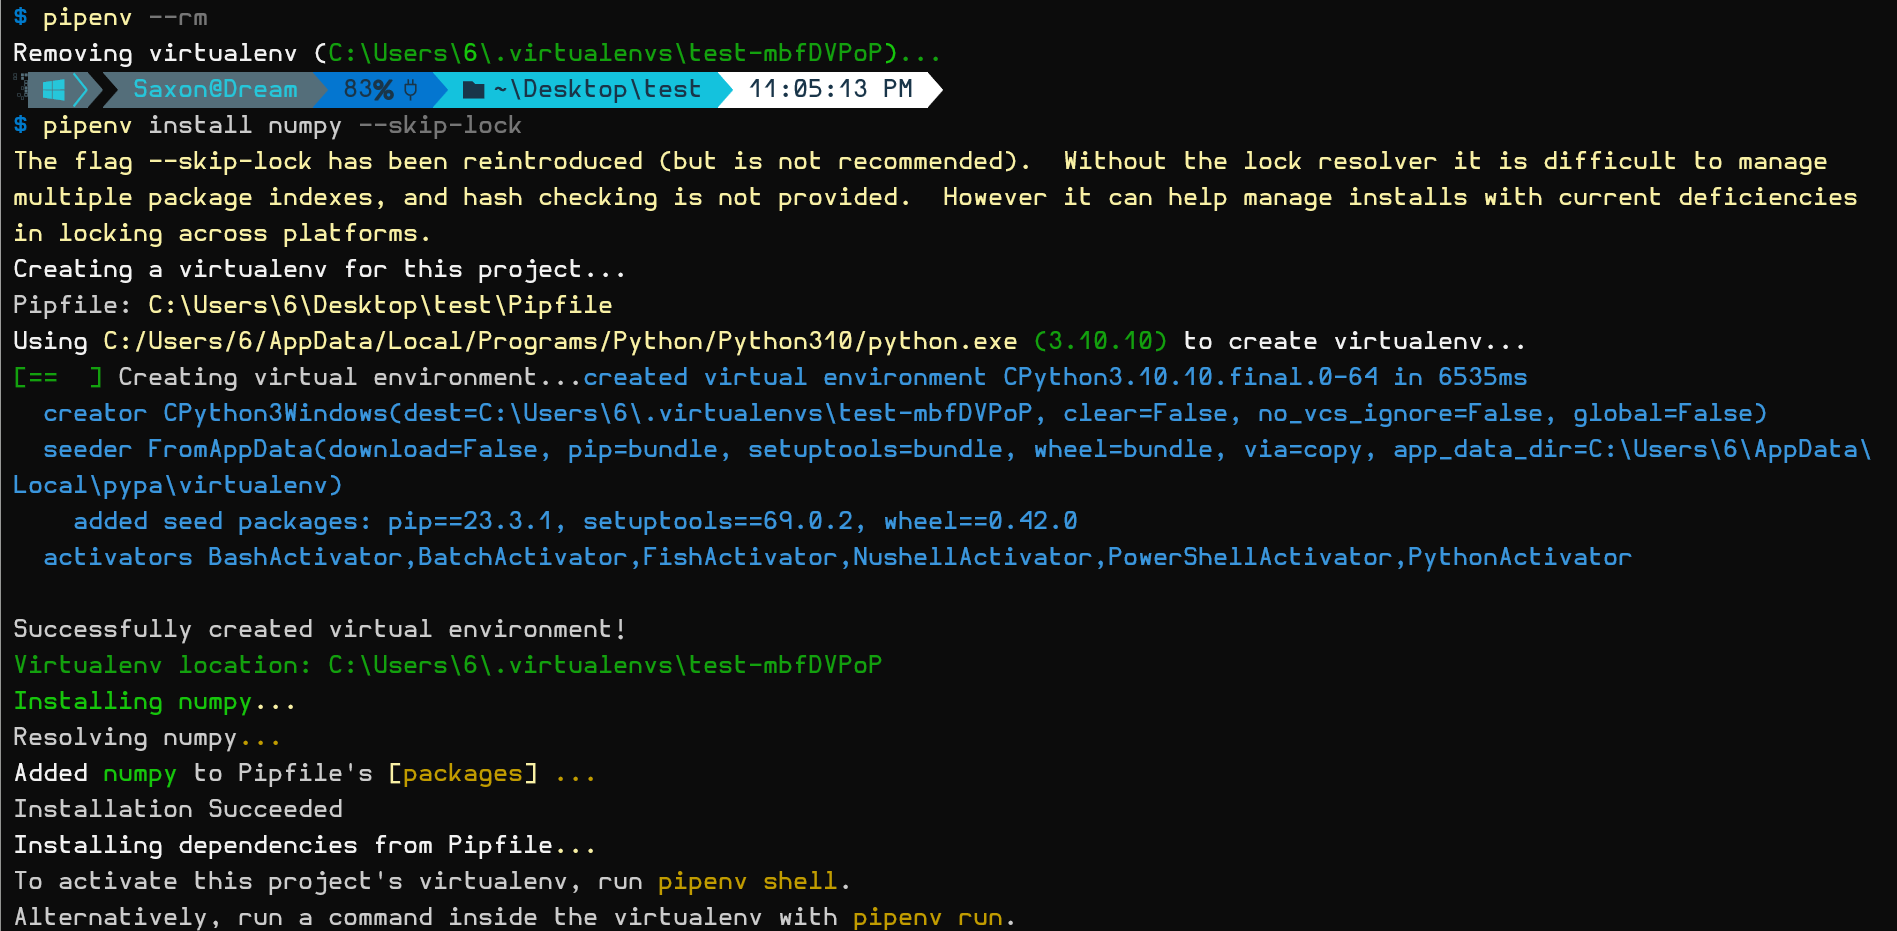 $ pipenv --rm
Removing virtualenv (C:\Users\6\.virtualenvs\test-mbfDVPoP)...
Saxon@Dream 83% ~\Desktop\test 11:05:13 PM
$ pipenv install numpy --skip-lock
The flag --skip-lock has been reintroduced (but is not recommended).  Without the lock resolver it is difficult to manage
multiple package indexes, and hash checking is not provided.  However it can help manage installs with current deficiencies
in locking across platforms.
Creating a virtualenv for this project...
Pipfile: C:\Users\6\Desktop\test\Pipfile
Using C:/Users/6/AppData/Local/Programs/Python/Python310/python.exe (3.10.10) to create virtualenv...
[==  ] Creating virtual environment...created virtual environment CPython3.10.10.final.0-64 in 6535ms
  creator CPython3Windows(dest=C:\Users\6\.virtualenvs\test-mbfDVPoP, clear=False, no_vcs_ignore=False, global=False)
  seeder FromAppData(download=False, pip=bundle, setuptools=bundle, wheel=bundle, via=copy, app_data_dir=C:\Users\6\AppData\
Local\pypa\virtualenv)
    added seed packages: pip==23.3.1, setuptools==69.0.2, wheel==0.42.0
  activators BashActivator,BatchActivator,FishActivator,NushellActivator,PowerShellActivator,PythonActivator
Successfully created virtual environment!
Virtualenv location: C:\Users\6\.virtualenvs\test-mbfDVPoP
Installing numpy...
Resolving numpy...
Added numpy to Pipfile's [packages] ...
Installation Succeeded
Installing dependencies from Pipfile...
To activate this project's virtualenv, run pipenv shell.
Alternatively, run a command inside the virtualenv with pipenv run.